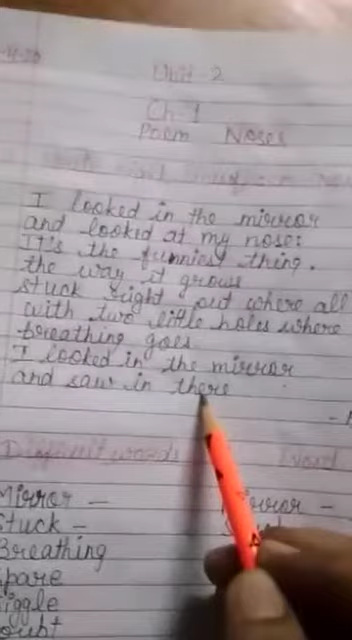 Unit - 2
Ch-1
Poem Noses
I looked in the mirror
and looked at my nose:
It's the funniest thing.
the way it grows
stuck right out where all
with two little holes where
breathing goes
I looked in the mirror
and saw in there
Difficult words Word
Mirror -
Stuck -
Breathing